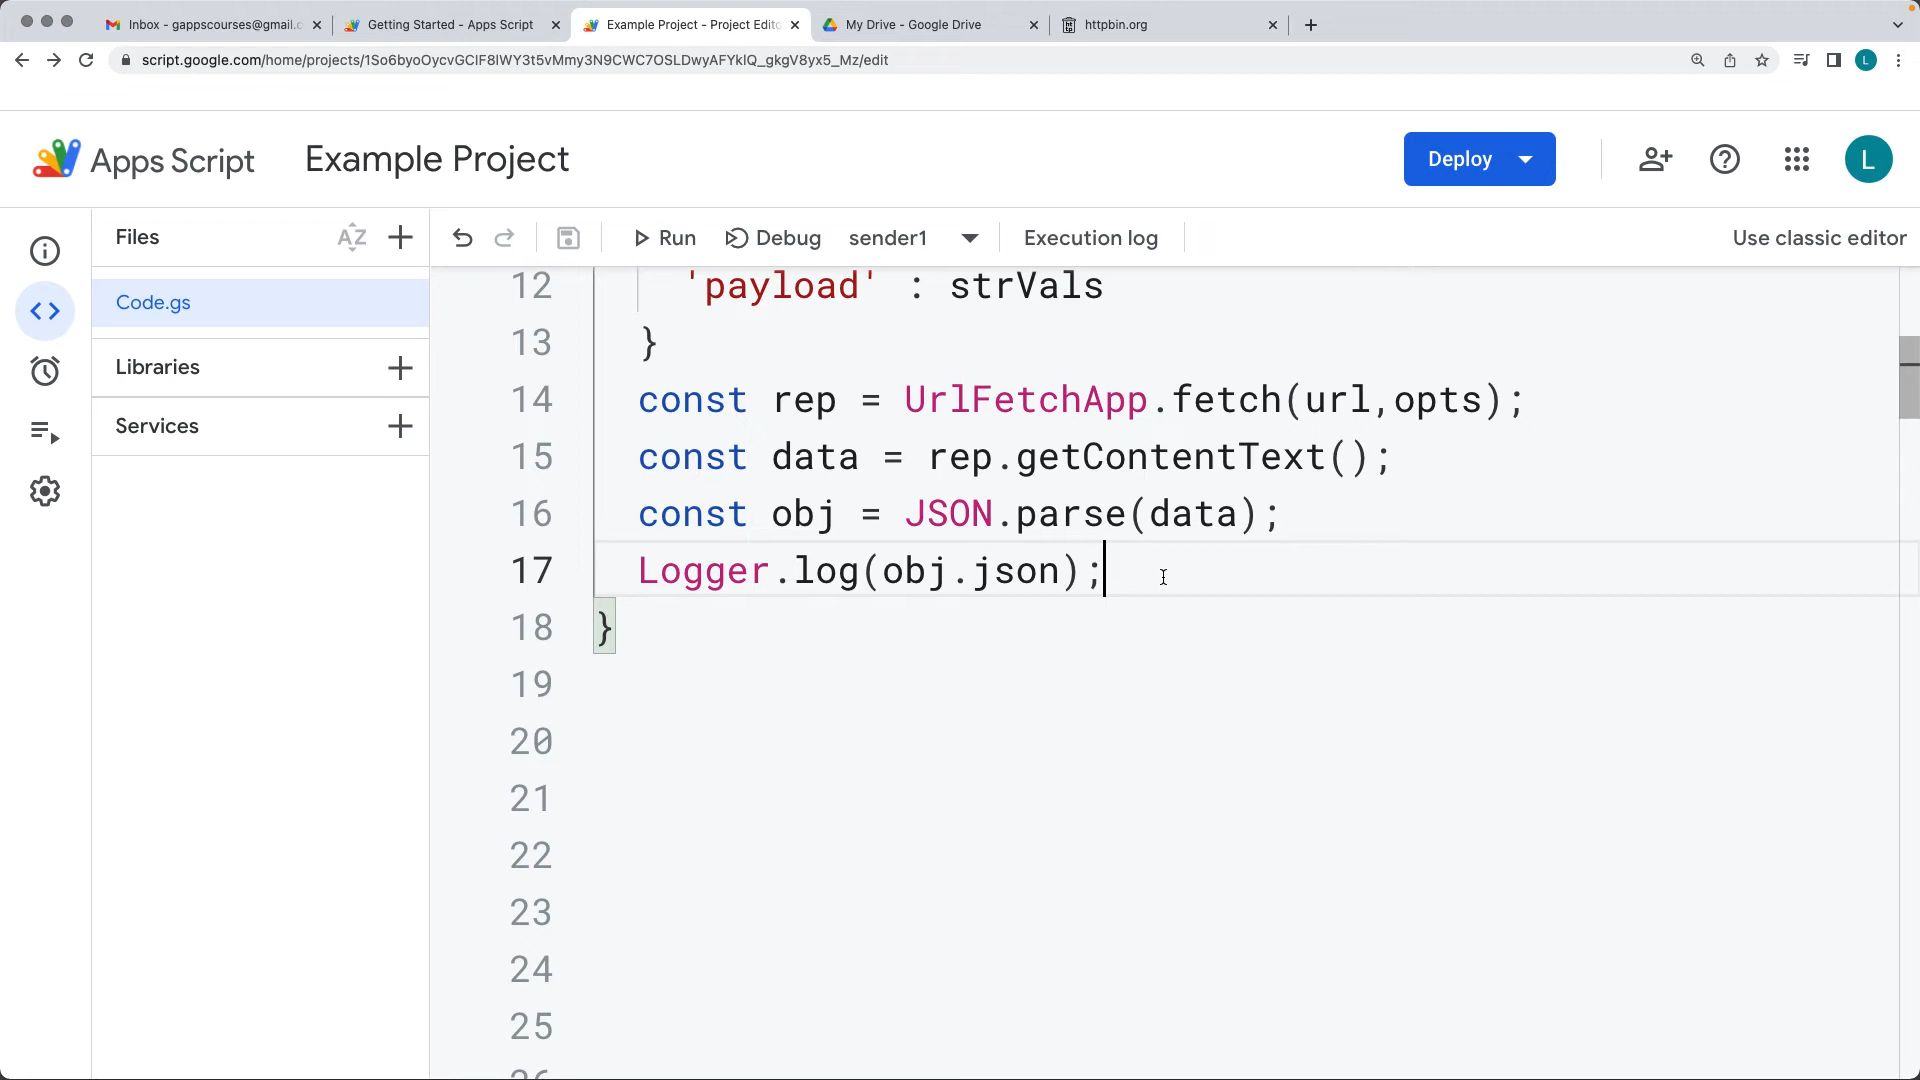 Inbox - gappscourses@gmail.c
Getting Started - Apps Script
Example Project - Project Edito
My Drive - Google Drive
httpbin.org
script.google.com/home/projects/1So6byoOycvGClF8lWY3t5vMmy3N9CWC7OSLDwyAFYklQ_gkgV8yx5_Mz/edit
L
Apps Script
Example Project
Deploy
L
Files
AZ
Run
Debug
sender1
Execution log
Use classic editor
Code.gs
Libraries
Services
12 'payload' : strVals
13 }
14 const rep = UrlFetchApp.fetch(url,opts);
15 const data = rep.getContentText();
16 const obj = JSON.parse(data);
17 Logger.log(obj.json);
18 }
19
20
21
22
23
24
25
26